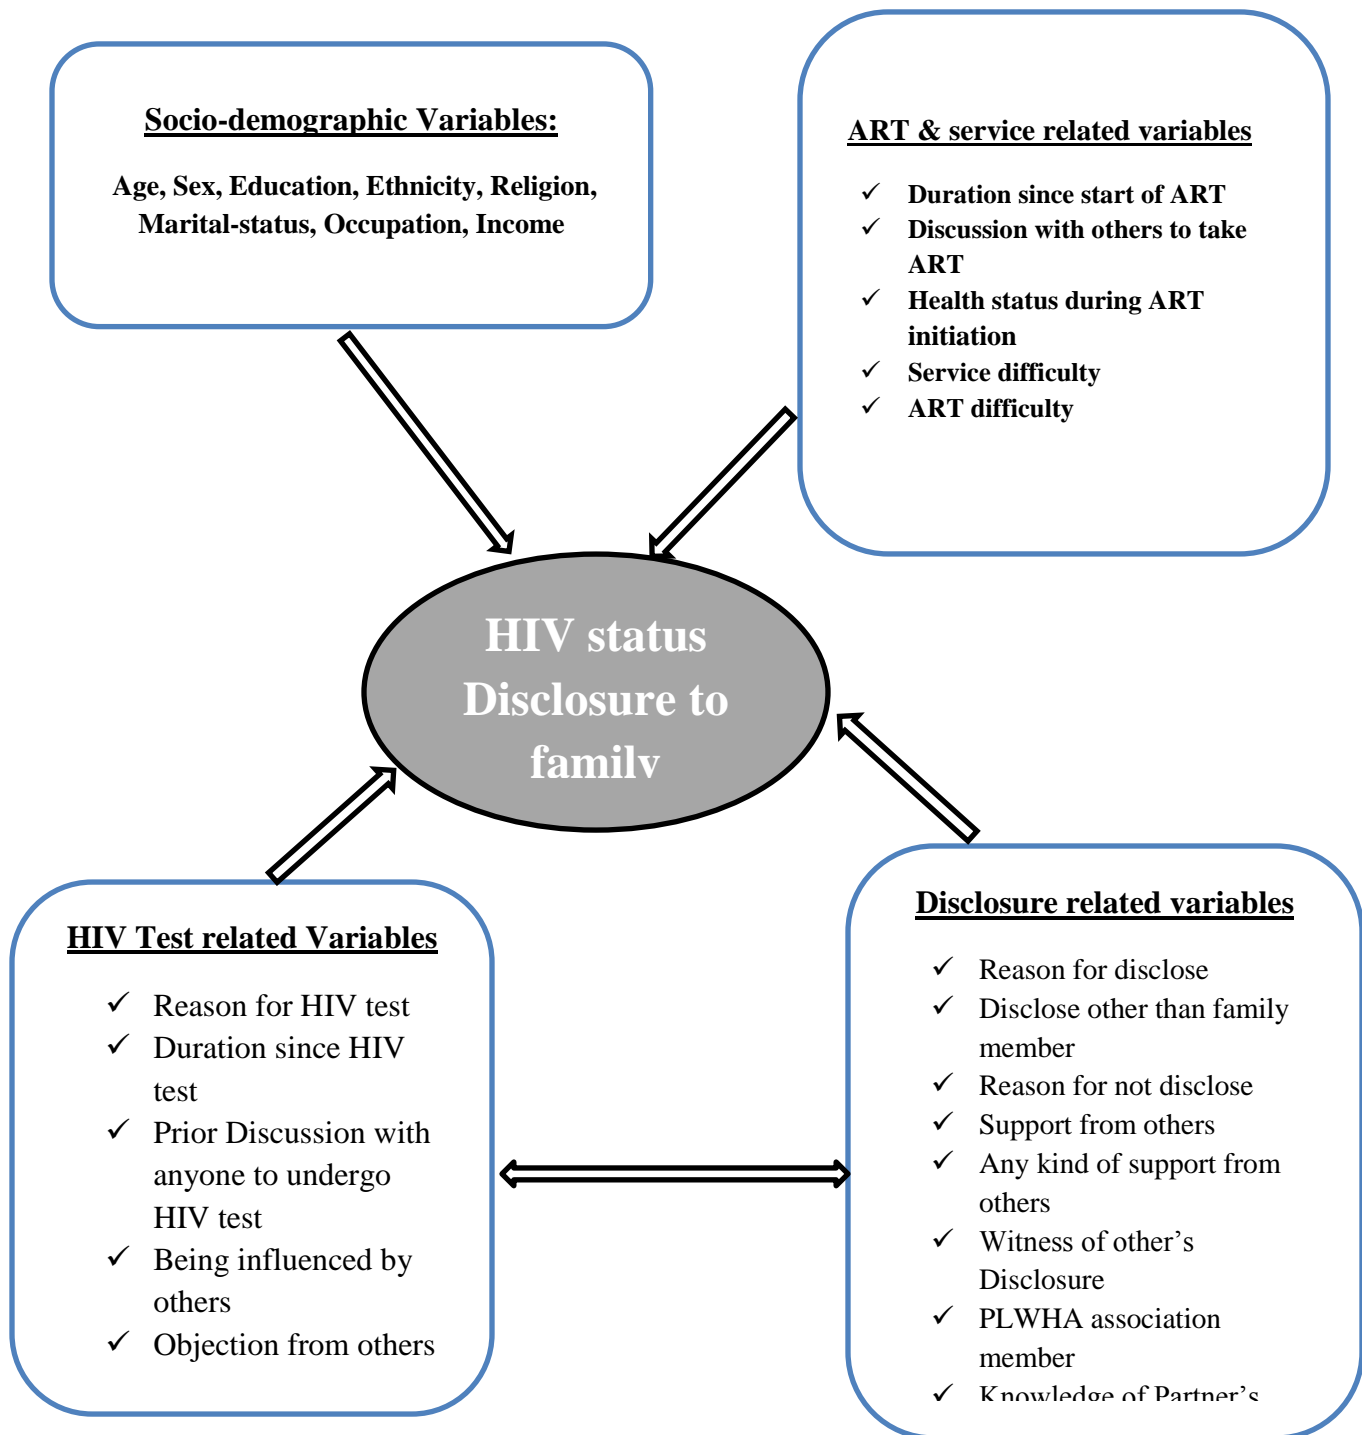 Socio-demographic Variables:
Age, Sex, Education, Ethnicity, Religion,
Marital-status, Occupation, Income
ART & service related variables
✓ Duration since start of ART
✓ Discussion with others to take
ART
✓ Health status during ART
initiation
✓ Service difficulty
✓ ART difficulty
HIV status
Disclosure to
family
HIV Test related Variables
✓ Reason for HIV test
✓ Duration since HIV
test
✓ Prior Discussion with
anyone to undergo
HIV test
✓ Being influenced by
others
✓ Objection from others
Disclosure related variables
✓ Reason for disclose
✓ Disclose other than family
member
✓ Reason for not disclose
✓ Support from others
✓ Any kind of support from
others
✓ Witness of other’s
Disclosure
✓ PLWHA association
member
✓ Knowledge of Partner’s